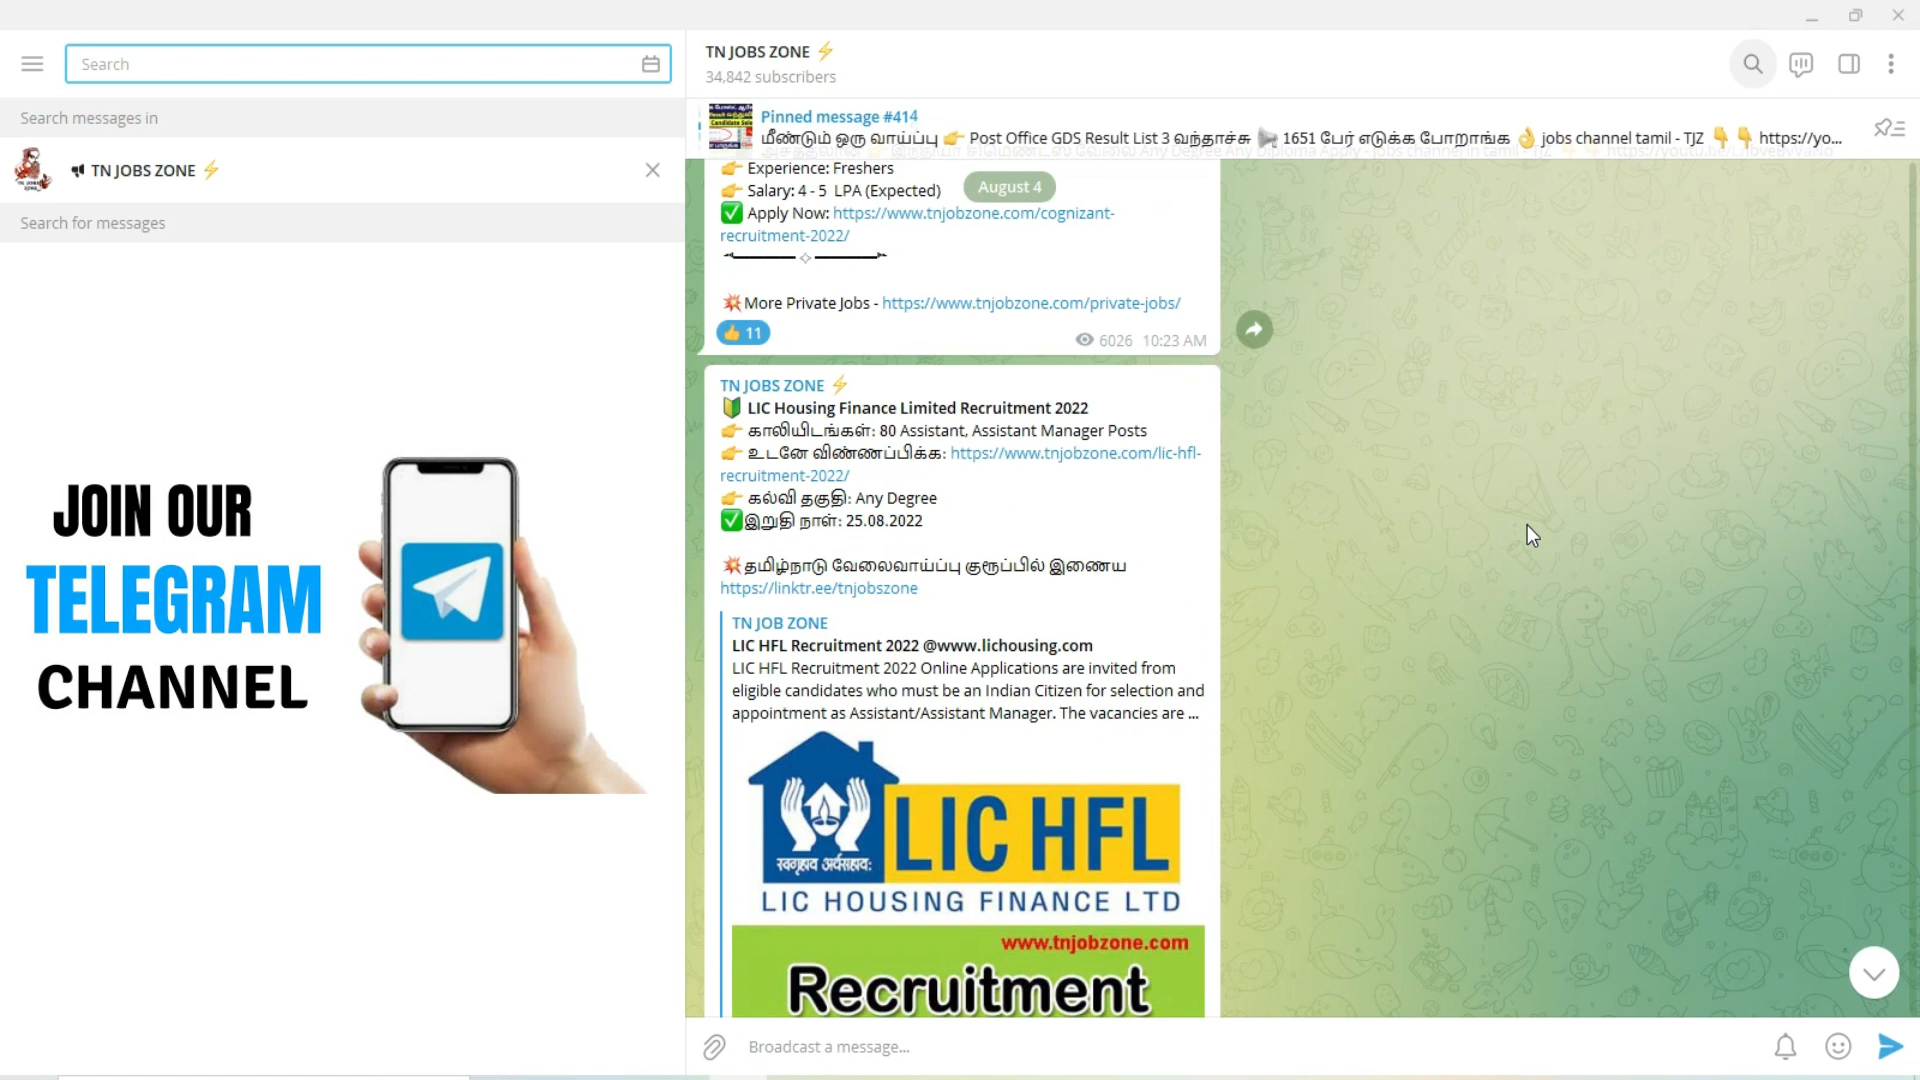 Search
Search messages in
TN JOBS ZONE ⚡
Search for messages
JOIN OUR
TELEGRAM
CHANNEL
TN JOBS ZONE ⚡
34,842 subscribers
Pinned message #414
மீண்டும் ஒரு வாய்ப்பு 👉 Post Office GDS Result List 3 வந்தாச்சு 📢 1651 பேர் எடுக்க போறாங்க 👌 jobs channel tamil - TJZ 👇 👇 https://yo...
👉 Experience: Freshers
👉 Salary: 4 - 5 LPA (Expected)
August 4
✅ Apply Now: https://www.tnjobzone.com/cognizant-
recruitment-2022/
💥More Private Jobs - https://www.tnjobzone.com/private-jobs/
👍 11
6026 10:23 AM
TN JOBS ZONE ⚡
🔰 LIC Housing Finance Limited Recruitment 2022
👉 காலியிடங்கள்: 80 Assistant, Assistant Manager Posts
👉 உடனே விண்ணப்பிக்க: https://www.tnjobzone.com/lic-hfl-
recruitment-2022/
👉 கல்வி தகுதி: Any Degree
✅இறுதி நாள்: 25.08.2022
💥தமிழ்நாடு வேலைவாய்ப்பு குரூப்பில் இணைய
https://linktr.ee/tnjobszone
TN JOB ZONE
LIC HFL Recruitment 2022 @www.lichousing.com
LIC HFL Recruitment 2022 Online Applications are invited from
eligible candidates who must be an Indian Citizen for selection and
appointment as Assistant/Assistant Manager. The vacancies are ...
LIC HFL
LIC HOUSING FINANCE LTD
www.tnjobzone.com
Recruitment
Broadcast a message...